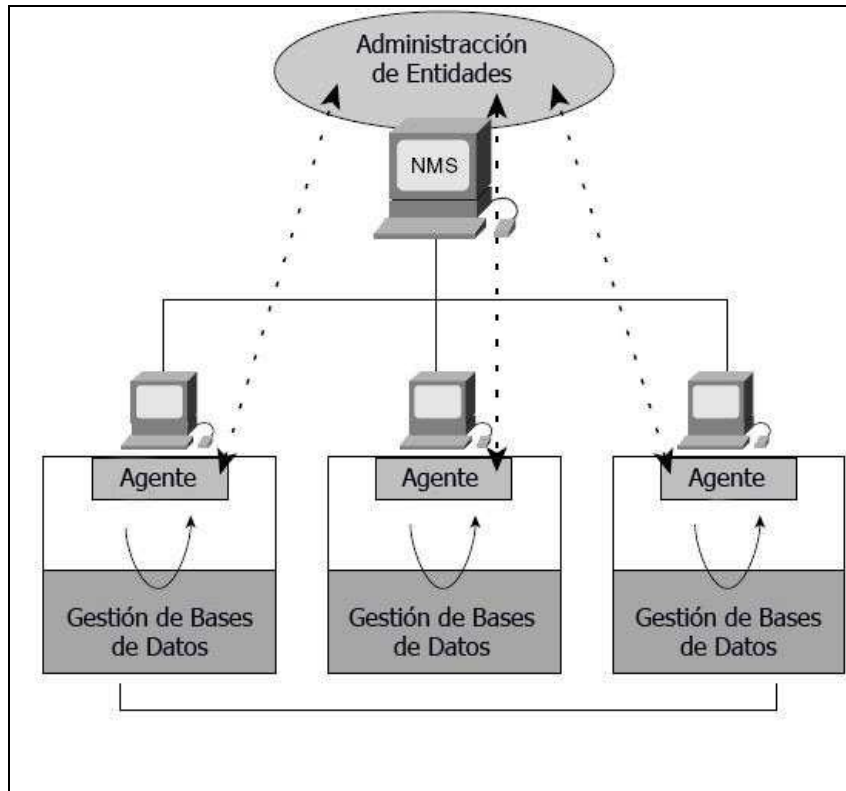 Administracción
de Entidades
NMS
Agente
Agente
Agente
Gestión de Bases
de Datos
Gestión de Bases
de Datos
Gestión de Bases
de Datos